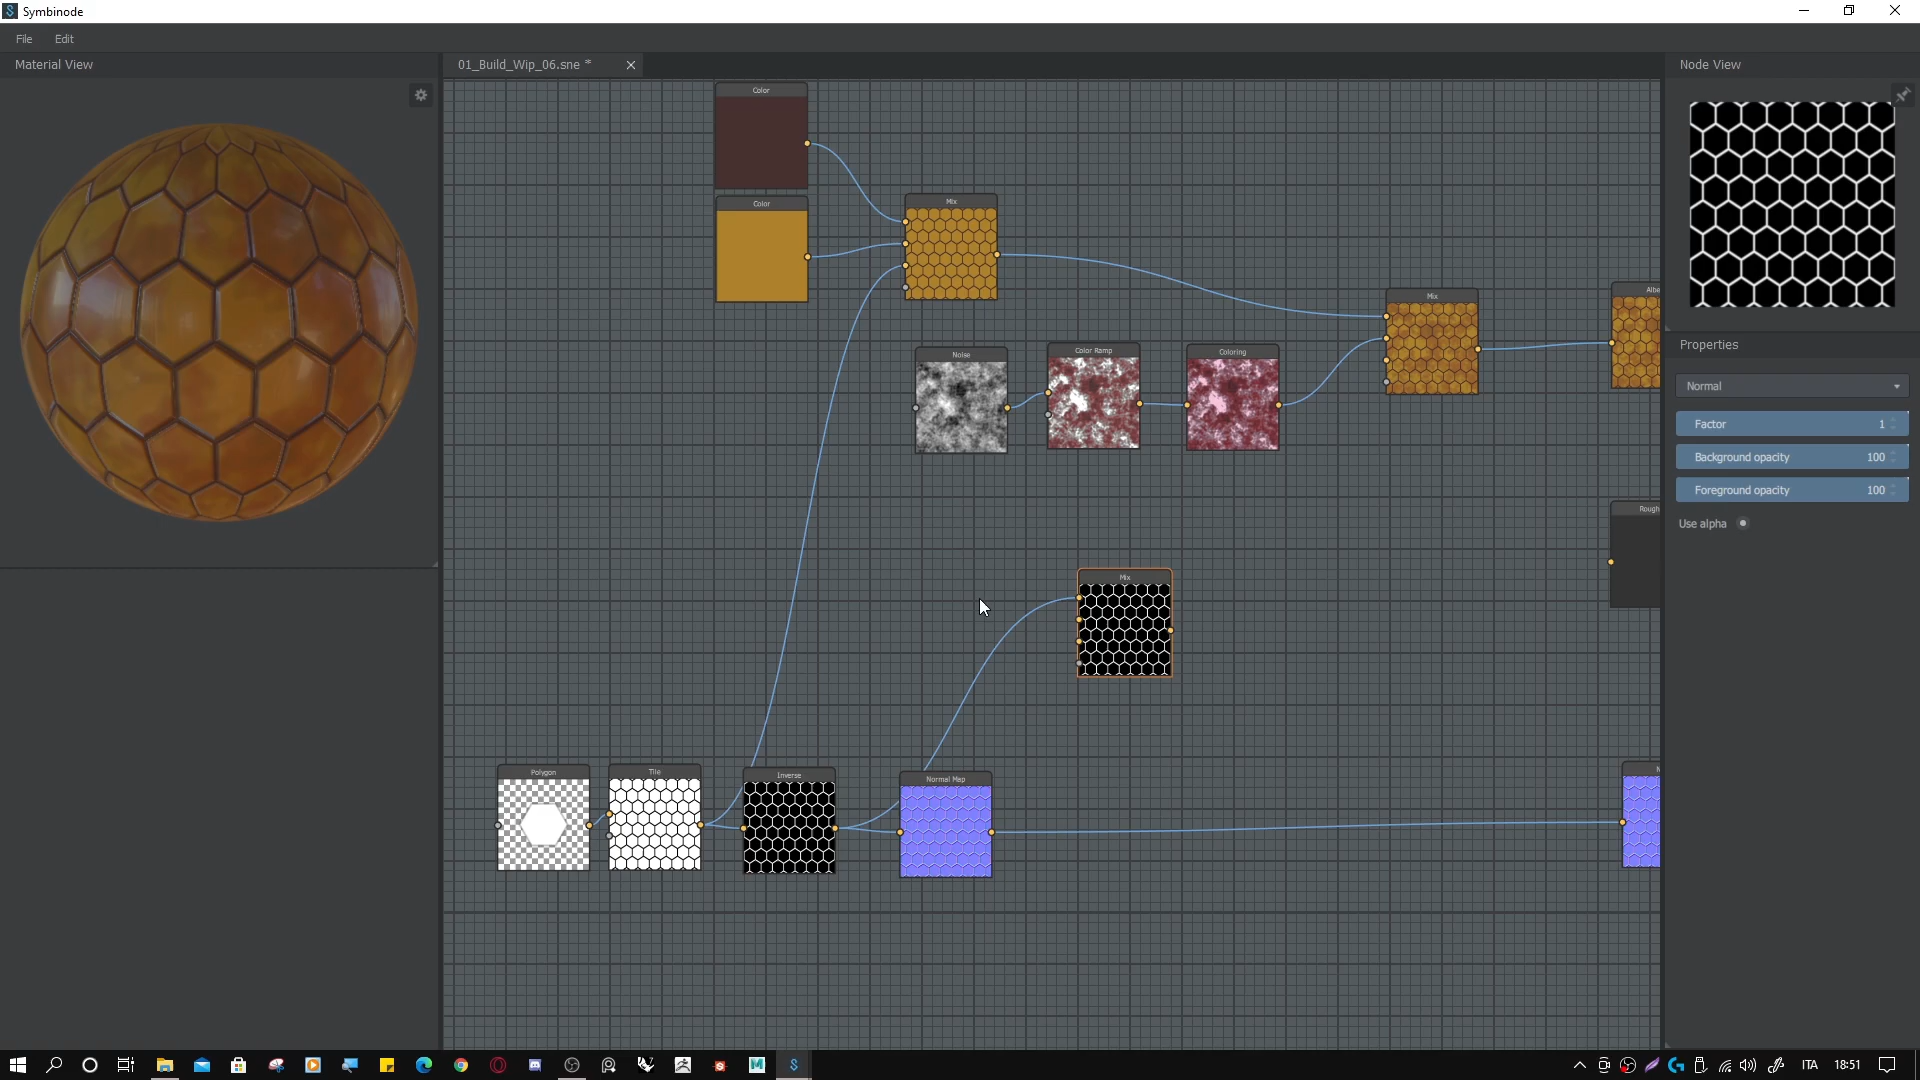 Symbinode
File Edit
Material View
01_Build_Wip_06.sne *
Node View
Color
Color
Mix
Mix
Albe
Noise
Color Ramp
Coloring
Properties
Normal
Factor 1
Background opacity 100
Foreground opacity 100
Use alpha
Rough
Mix
Polygon
Tile
Inverse
Normal Map
N
ITA
18:51